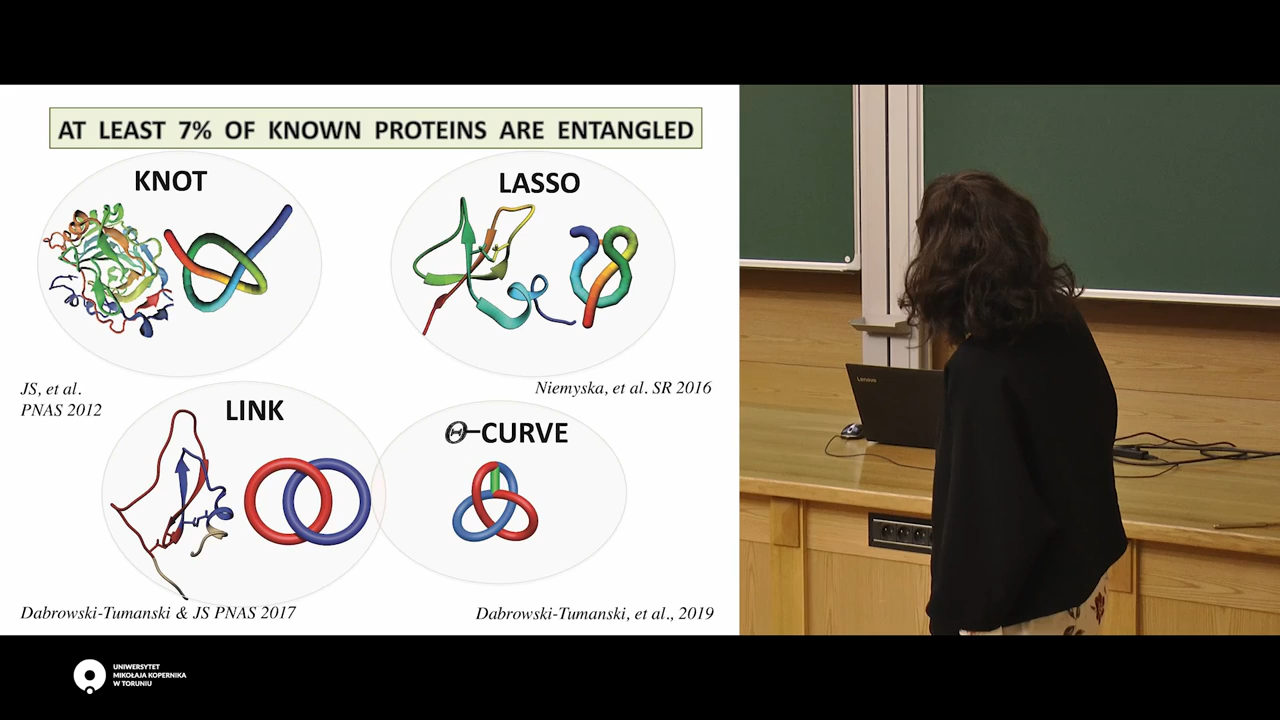 AT LEAST 7% OF KNOWN PROTEINS ARE ENTANGLED
KNOT
LASSO
JS, et al.
PNAS 2012
Niemyska, et al. SR 2016
LINK
Θ-CURVE
Dabrowski-Tumanski & JS PNAS 2017
Dabrowski-Tumanski, et al., 2019
Lenovo
UNIWERSYTET
MIKOŁAJA KOPERNIKA
W TORUNIU